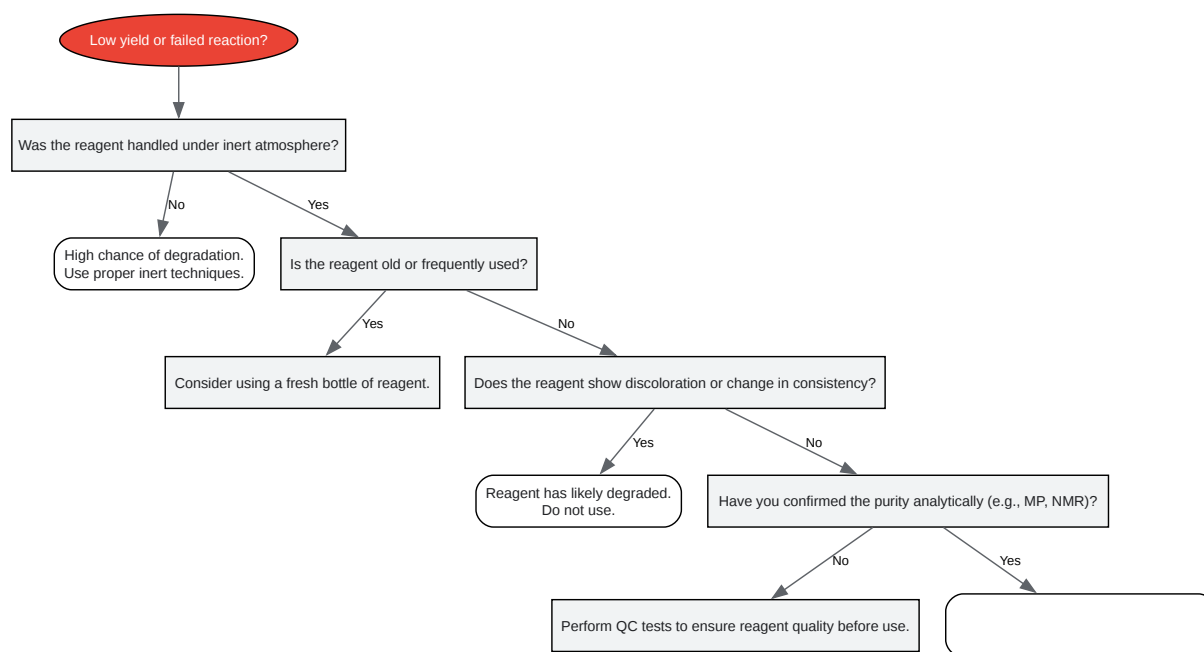 Low yield or failed reaction?
Was the reagent handled under inert atmosphere?
No
Yes
High chance of degradation.
Use proper inert techniques.
Is the reagent old or frequently used?
Yes
No
Consider using a fresh bottle of reagent.
Does the reagent show discoloration or change in consistency?
Yes
No
Reagent has likely degraded.
Do not use.
Have you confirmed the purity analytically (e.g., MP, NMR)?
No
Yes
Perform QC tests to ensure reagent quality before use.